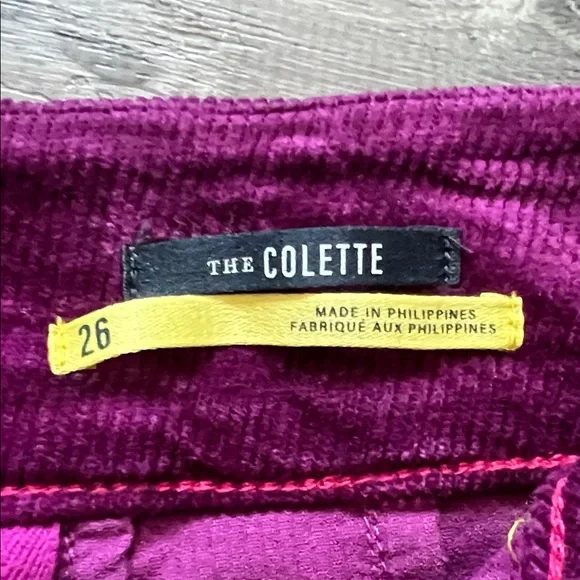 THE COLETTE
26
MADE IN PHILIPPINES
FABRIQUÉ AUX PHILIPPINES